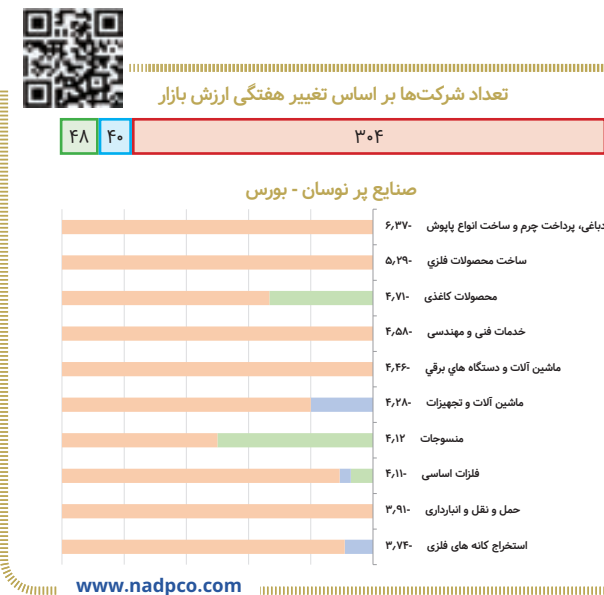 تعداد شرکت‌ها بر اساس تغییر هفتگی ارزش بازار
۴۸ ۴۰ ۳۰۴
صنایع پر نوسان - بورس
دباغی، پرداخت چرم و ساخت انواع پاپوش -۶٫۳۷
ساخت محصولات فلزي -۵٫۲۹
محصولات کاغذی -۴٫۷۱
خدمات فنی و مهندسی -۴٫۵۸
ماشین آلات و دستگاه هاي برقي -۴٫۴۶
ماشین آلات و تجهیزات -۴٫۲۸
منسوجات ۴٫۱۲
فلزات اساسی -۴٫۱۱
حمل و نقل و انبارداری -۳٫۹۱
استخراج کانه های فلزی -۳٫۷۴
www.nadpco.com